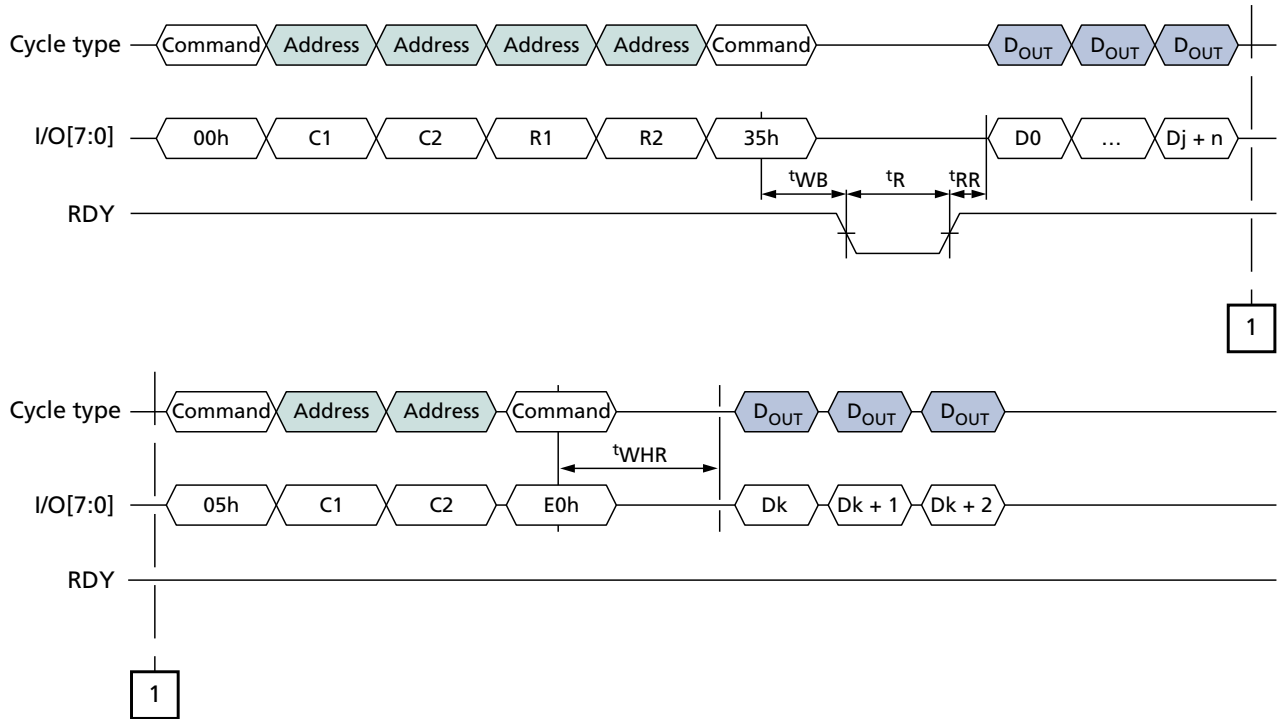 Cycle type Command Address Address Address Address Command DOUT DOUT DOUT
I/O[7:0] 00h C1 C2 R1 R2 35h D0 … Dj + n
tWB tR tRR
RDY
1
Cycle type Command Address Address Command DOUT DOUT DOUT
tWHR
I/O[7:0] 05h C1 C2 E0h Dk Dk + 1 Dk + 2
RDY
1